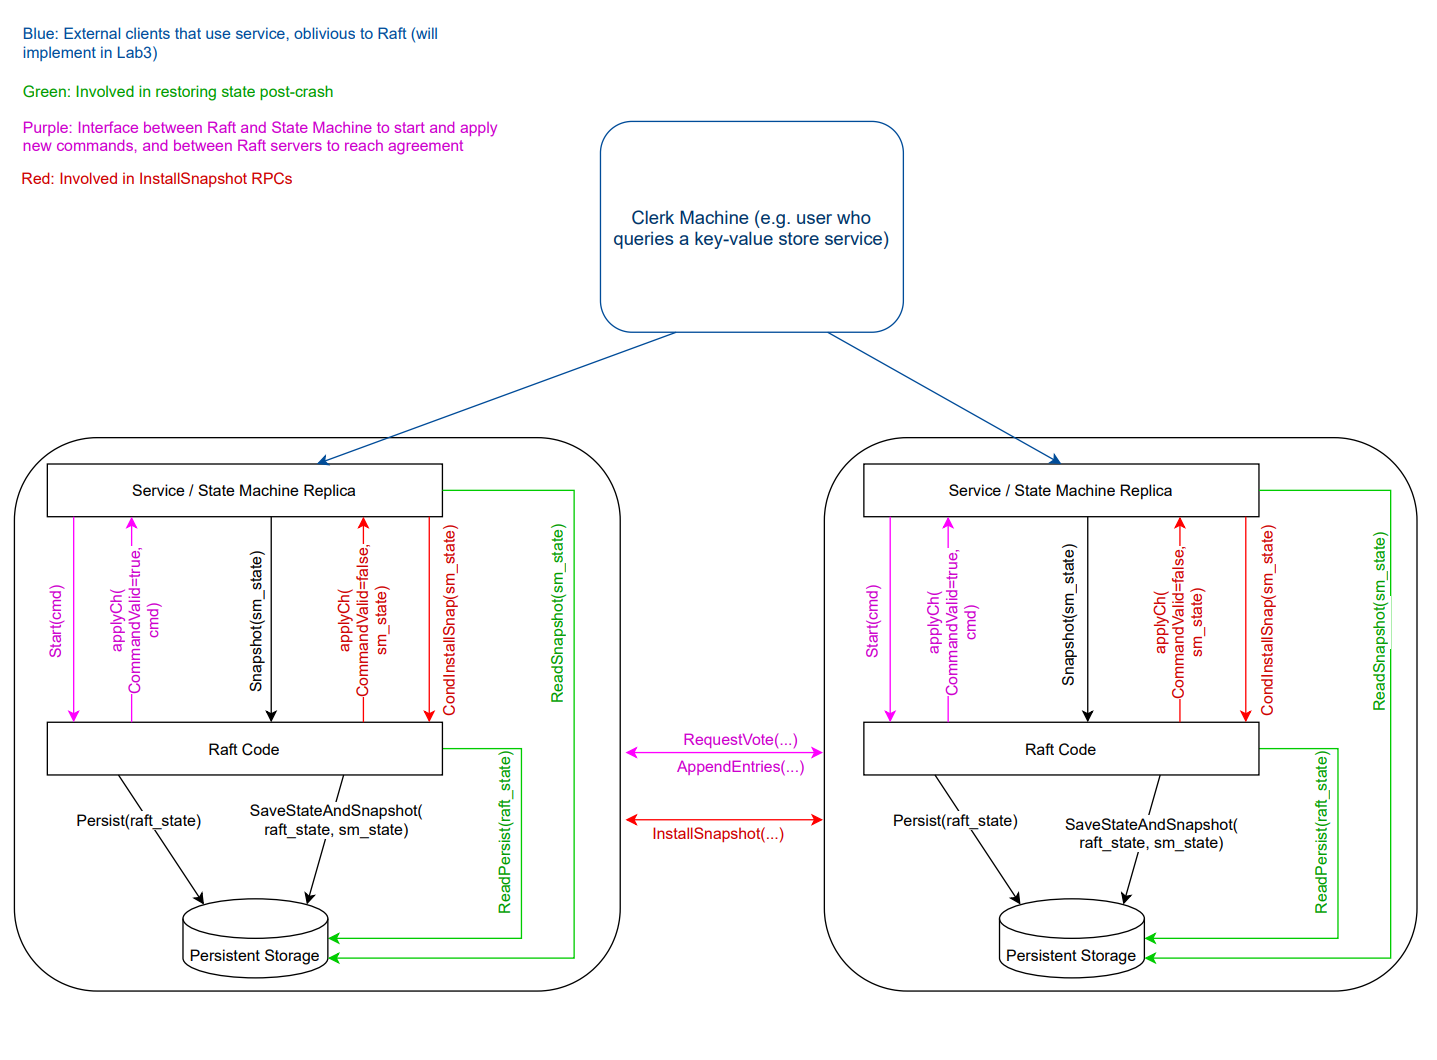 Blue: External clients that use service, oblivious to Raft (will
implement in Lab3)
Green: Involved in restoring state post-crash
Purple: Interface between Raft and State Machine to start and apply
new commands, and between Raft servers to reach agreement
Red: Involved in InstallSnapshot RPCs
Clerk Machine (e.g. user who
queries a key-value store service)
Service / State Machine Replica
Start(cmd)
applyCh(
CommandValid=true,
cmd)
Snapshot(sm_state)
applyCh(
CommandValid=false,
sm_state)
CondInstallSnap(sm_state)
ReadSnapshot(sm_state)
Raft Code
Persist(raft_state)
SaveStateAndSnapshot(
raft_state, sm_state)
ReadPersist(raft_state)
Persistent Storage
RequestVote(...)
AppendEntries(...)
InstallSnapshot(...)
Service / State Machine Replica
Start(cmd)
applyCh(
CommandValid=true,
cmd)
Snapshot(sm_state)
applyCh(
CommandValid=false,
sm_state)
CondInstallSnap(sm_state)
ReadSnapshot(sm_state)
Raft Code
Persist(raft_state)
SaveStateAndSnapshot(
raft_state, sm_state)
ReadPersist(raft_state)
Persistent Storage